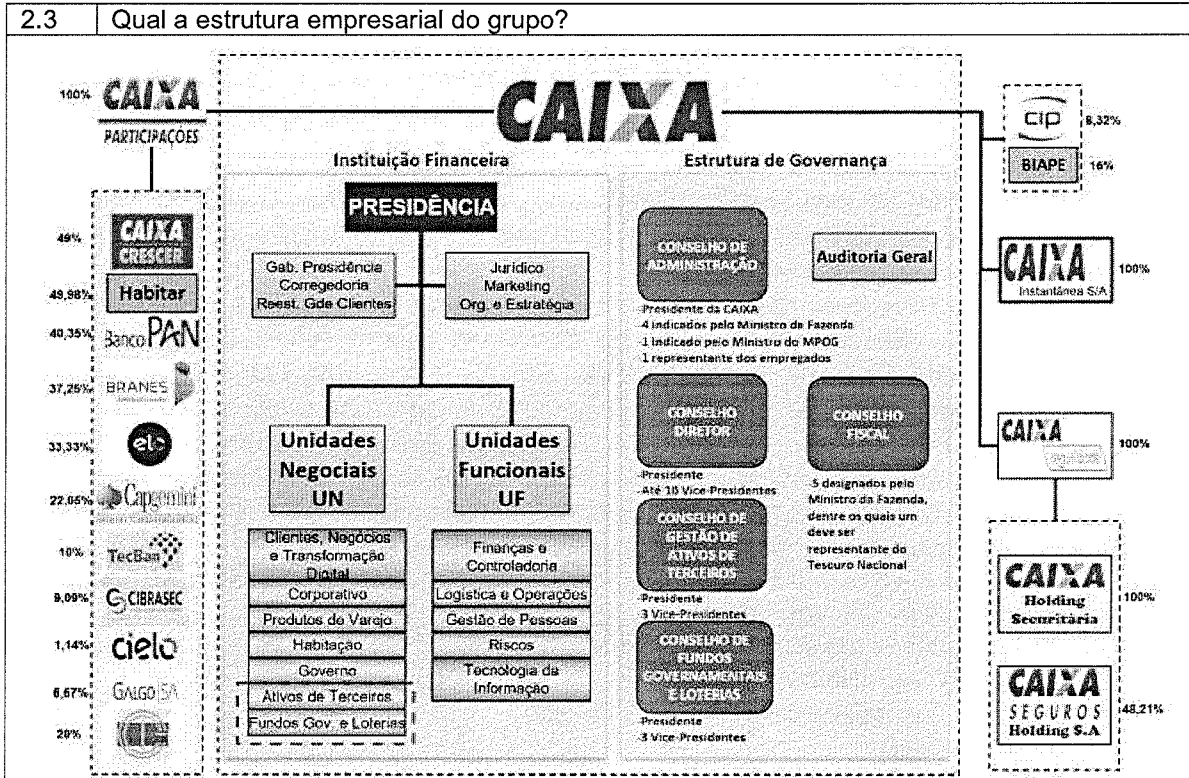 2.3 Qual a estrutura empresarial do grupo?
CAIXA
100%
CAIXA
PARTICIPAÇÕES
49%
CAIXA
CRESCER
49,98%
Habitar
40,35%
Banco PAN
37,25%
BRANES
33,33%
elo
22,05%
Capgemini
10%
TecBan
9,09%
CIBRASEC
1,14%
cielo
6,67%
GALGO SA
20%
Instituição Financeira
PRESIDÊNCIA
Gab. Presidência
Corregedoria
Reest. Gde Clientes
Jurídico
Marketing
Org. e Estratégia
Unidades
Negociais
UN
Unidades
Funcionais
UF
Clientes, Negócios
e Transformação
Digital
Corporativo
Produtos de Varejo
Habitação
Governo
Ativos de Terceiros
Fundos Gov. e Loterias
Finanças e
Controladoria
Logística e Operações
Gestão de Pessoas
Riscos
Tecnologia da
Informação
Estrutura de Governança
CONSELHO DE
ADMINISTRAÇÃO
Auditoria Geral
Presidente da CAIXA
4 indicados pelo Ministro da Fazenda
1 indicado pelo Ministro do MPOG
1 representante dos empregados
CONSELHO
DIRETOR
Presidente
Até 10 Vice-Presidentes
CONSELHO
FISCAL
5 designados pelo
Ministro da Fazenda,
dentre os quais um
deve ser
representante do
Tesouro Nacional
CONSELHO DE
GESTÃO DE
ATIVOS DE
TERCEIROS
Presidente
3 Vice-Presidentes
CONSELHO DE
FUNDOS
GOVERNAMENTAIS
E LOTERIAS
Presidente
3 Vice-Presidentes
cip
8,32%
BIAPE
16%
CAIXA
Instantânea S/A
100%
CAIXA
100%
CAIXA
Holding
Securitária
100%
CAIXA
SEGUROS
Holding S.A
48,21%